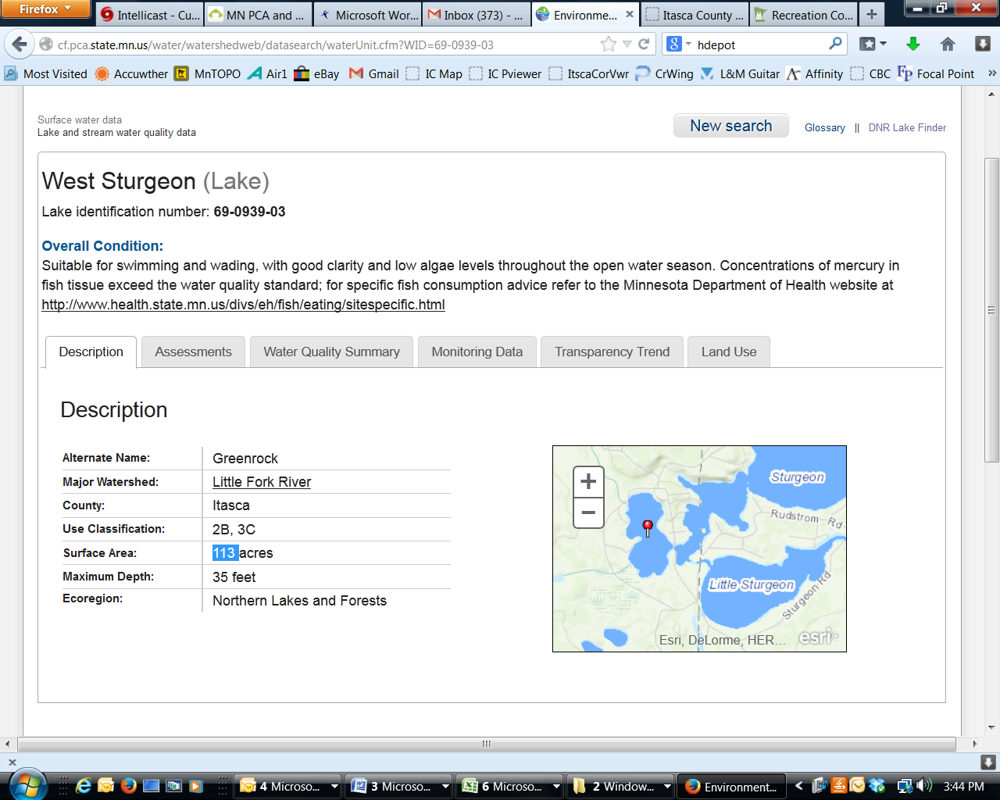 Firefox
Intellicast - Cu...
MN PCA and ...
Microsoft Wor...
Inbox (373) - ...
Environme...
Itasca County ...
Recreation Co...
cf.pca.state.mn.us/water/watershedweb/datasearch/waterUnit.cfm?WID=69-0939-03
hdepot
Most Visited
Accuwther
MnTOPO
Air1
eBay
Gmail
IC Map
IC Pviewer
ItscaCorVwr
CrWing
L&M Guitar
Affinity
CBC
Focal Point
Surface water data
Lake and stream water quality data
New search
Glossary || DNR Lake Finder
West Sturgeon (Lake)
Lake identification number: 69-0939-03
Overall Condition:
Suitable for swimming and wading, with good clarity and low algae levels throughout the open water season. Concentrations of mercury in
fish tissue exceed the water quality standard; for specific fish consumption advice refer to the Minnesota Department of Health website at
http://www.health.state.mn.us/divs/eh/fish/eating/sitespecific.html
Description
Assessments
Water Quality Summary
Monitoring Data
Transparency Trend
Land Use
Description
Alternate Name: Greenrock
Major Watershed: Little Fork River
County: Itasca
Use Classification: 2B, 3C
Surface Area: 113 acres
Maximum Depth: 35 feet
Ecoregion: Northern Lakes and Forests
+
−
Sturgeon
Rudstrom Rd
Little Sturgeon
Sturgeon Rd
Esri, DeLorme, HER...
esri
4 Microso...
3 Microso...
6 Microso...
2 Window...
Environment...
3:44 PM